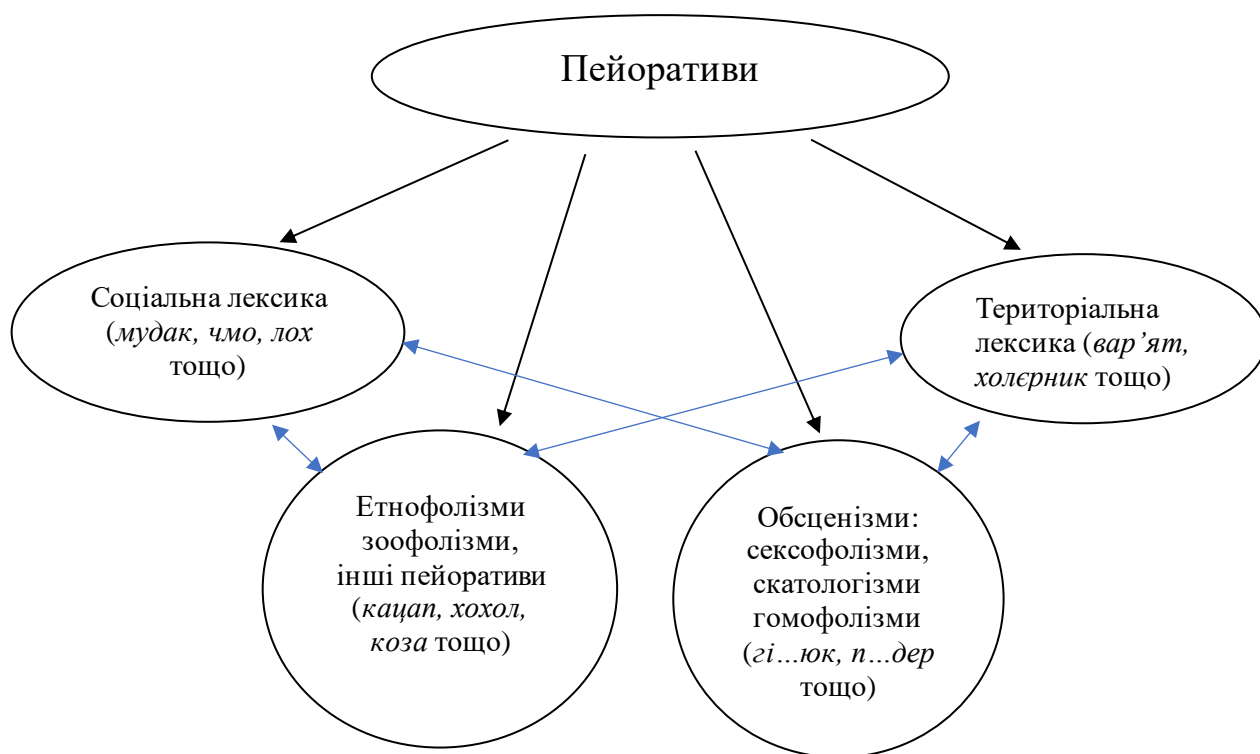 Пейоративи
Соціальна лексика
(мудак, чмо, лох
тощо)
Територіальна
лексика (вар’ят,
холєрник тощо)
Етнофолізми
зоофолізми,
інші пейоративи
(кацап, хохол,
коза тощо)
Обсценізми:
сексофолізми,
скатологізми
гомофолізми
(гі…юк, п…дер
тощо)